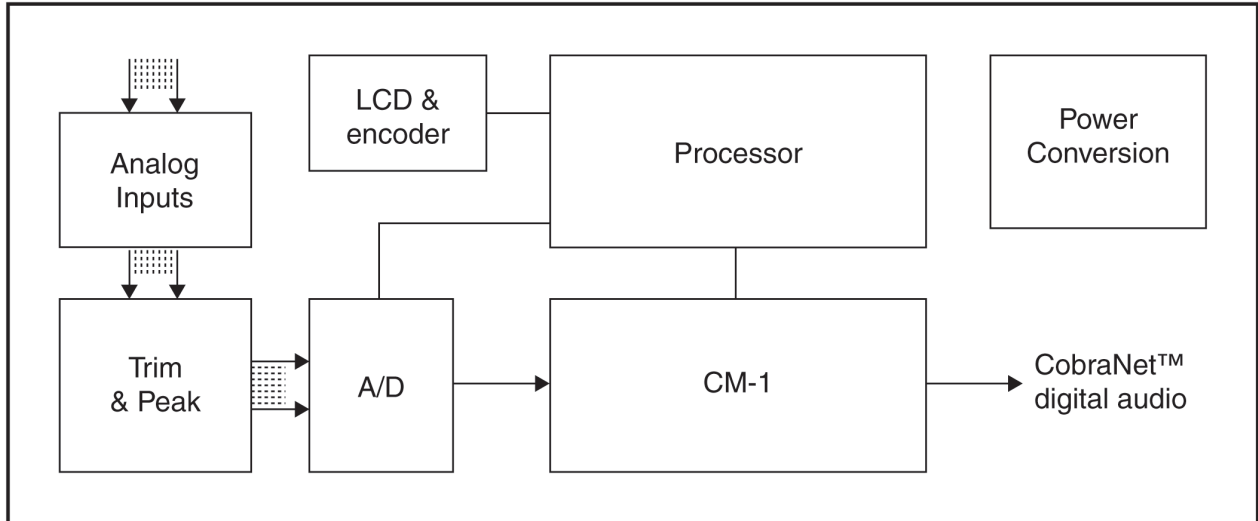 LCD &
encoder
Processor
Power
Conversion
Analog
Inputs
Trim
& Peak
A/D
CM-1
CobraNet™
digital audio